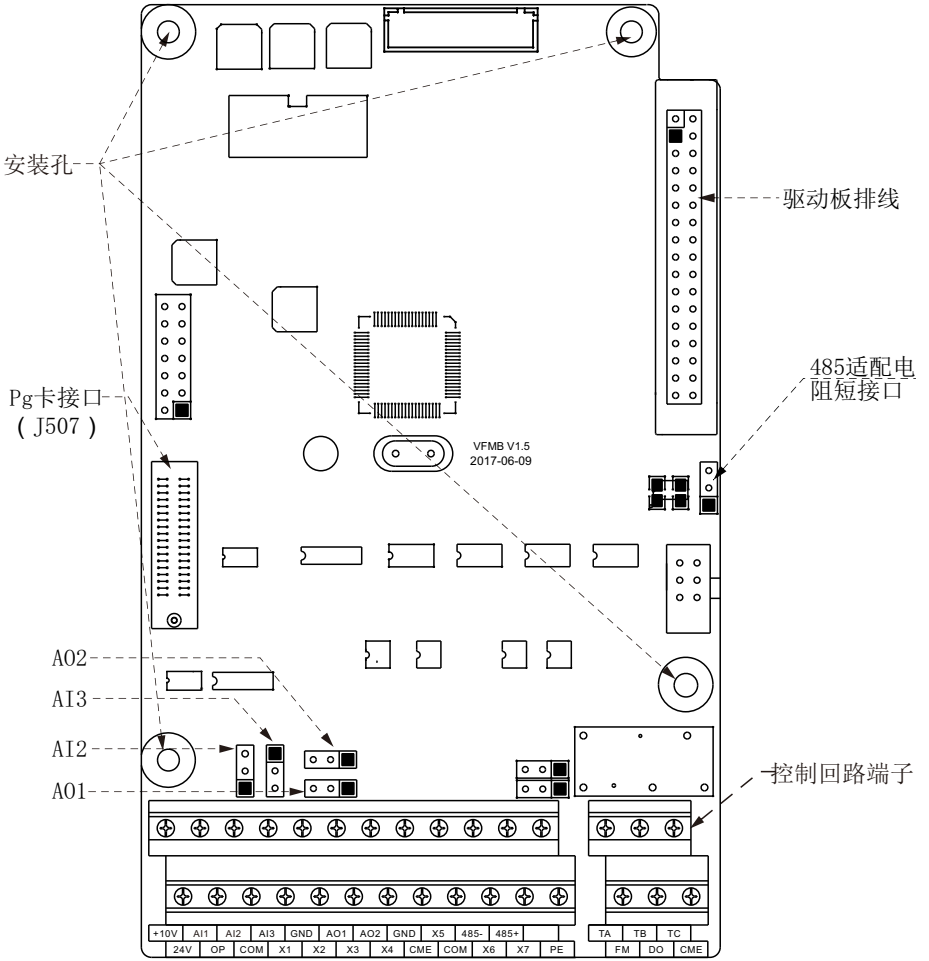 安装孔
驱动板排线
485适配电
阻短接口
Pg卡接口
(J507)
VFMB V1.5
2017-06-09
AO2
AI3
AI2
AO1
控制回路端子
+10V AI1 AI2 AI3 GND AO1 AO2 GND X5 485- 485+ TA TB TC
24V OP COM X1 X2 X3 X4 CME COM X6 X7 PE FM DO CME